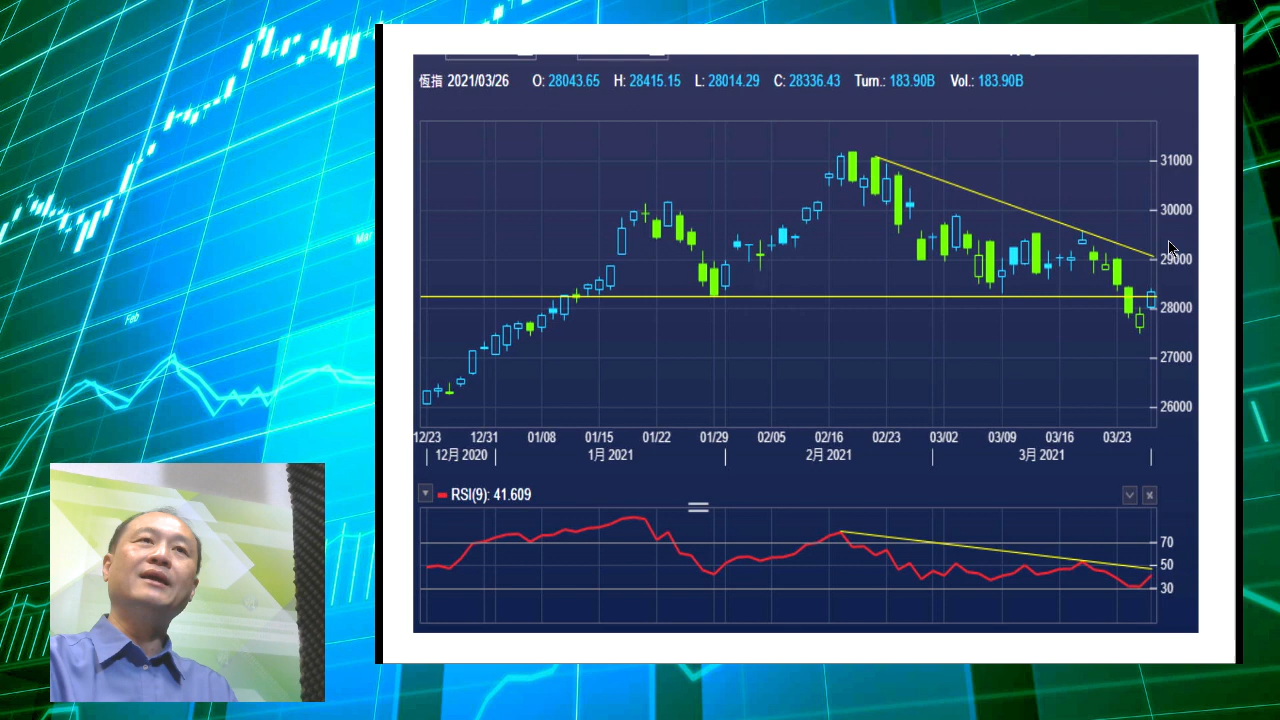 恆指 2021/03/26 O: 28043.65 H: 28415.15 L: 28014.29 C: 28336.43 Turn.: 183.90B Vol.: 183.90B
31000
30000
29000
28000
27000
26000
12/23 12/31 01/08 01/15 01/22 01/29 02/05 02/16 02/23 03/02 03/09 03/16 03/23
12月 2020 1月 2021 2月 2021 3月 2021
RSI(9): 41.609
70
50
30
Feb
Mar